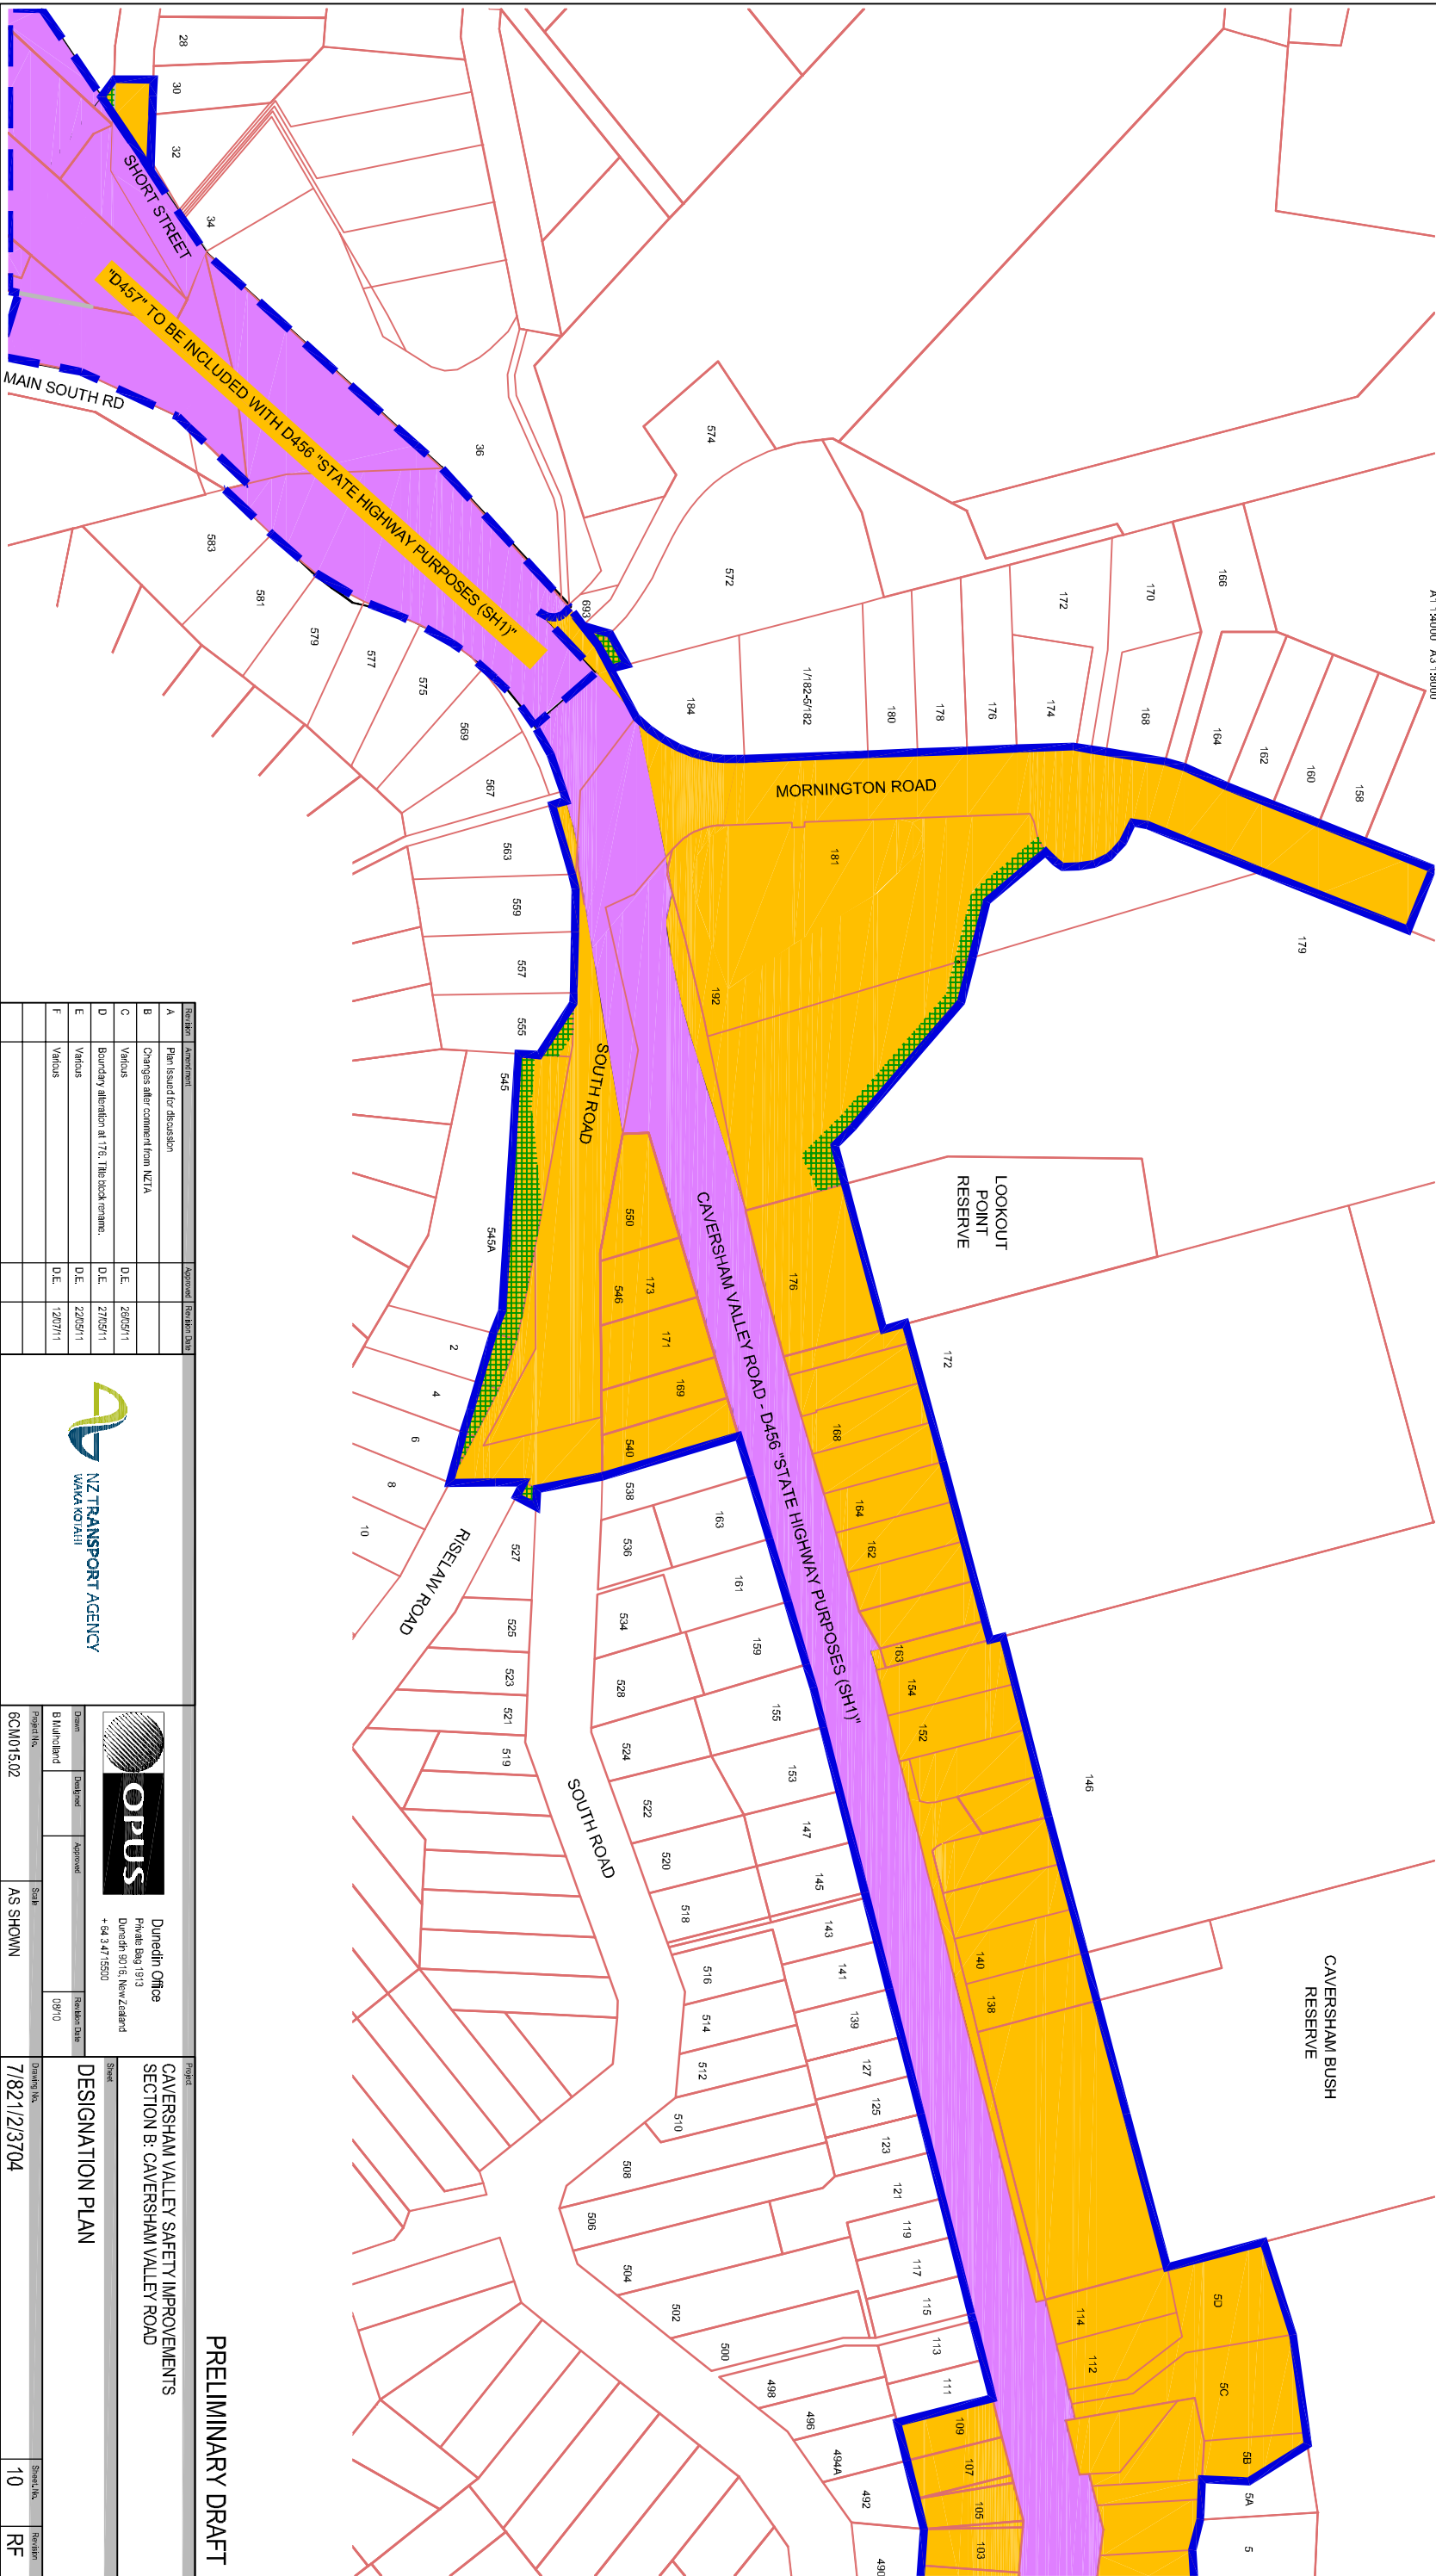 A1 1:4000 A3 1:8000
28
30
32
34
36
SHORT STREET
"D457" TO BE INCLUDED WITH D456 "STATE HIGHWAY PURPOSES (SH1)"
MAIN SOUTH RD
583
581
579
577
575
569
567
563
559
557
555
545
545A
2
4
6
8
10
574
572
693
184
1/182-5/182
180
178
176
174
172
170
168
166
164
162
160
158
MORNINGTON ROAD
181
179
192
SOUTH ROAD
LOOKOUT
POINT
RESERVE
CAVERSHAM VALLEY ROAD - D456 "STATE HIGHWAY PURPOSES (SH1)"
550
173
546
171
169
540
176
172
168
164
162
163
154
152
146
140
138
538
163
536
161
534
159
528
155
524
153
522
147
520
145
518
143
516
141
514
139
512
127
510
125
508
123
506
121
504
119
502
117
500
115
498
113
496
111
494A
109
492
107
490
105
103
RISELAW ROAD
527
525
523
521
519
SOUTH ROAD
CAVERSHAM BUSH
RESERVE
114
112
5D
5C
5B
5A
5
PRELIMINARY DRAFT
Revision Amendment Approved Revision Date
A Plan issued for discussion
B Changes after comment from NZTA
C Various D.E. 26/05/11
D Boundary alteration at 176. Title block rename. D.E. 27/05/11
E Various D.E. 22/05/11
F Various D.E. 12/07/11
NZ TRANSPORT AGENCY
WAKA KOTAHI
OPUS
Dunedin Office
Private Bag 1913
Dunedin 9016, New Zealand
+ 64 3 4715500
Drawn Designed Approved Revision Date
B Mulholland 08/10
Project No. Scale
6CM015.02 AS SHOWN
Project
CAVERSHAM VALLEY SAFETY IMPROVEMENTS
SECTION B: CAVERSHAM VALLEY ROAD
Sheet
DESIGNATION PLAN
Drawing No. Sheet No. Revision
7/821/2/3704 10 RF